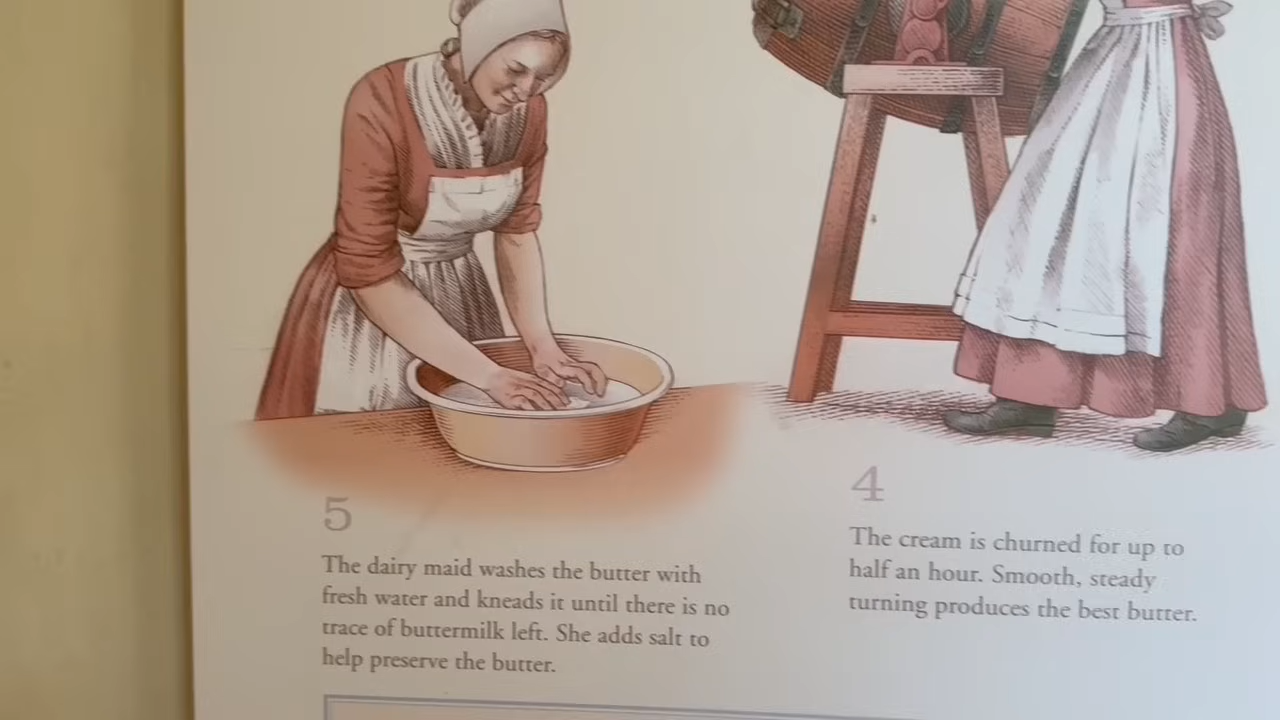 5
The dairy maid washes the butter with
fresh water and kneads it until there is no
trace of buttermilk left. She adds salt to
help preserve the butter.
4
The cream is churned for up to
half an hour. Smooth, steady
turning produces the best butter.